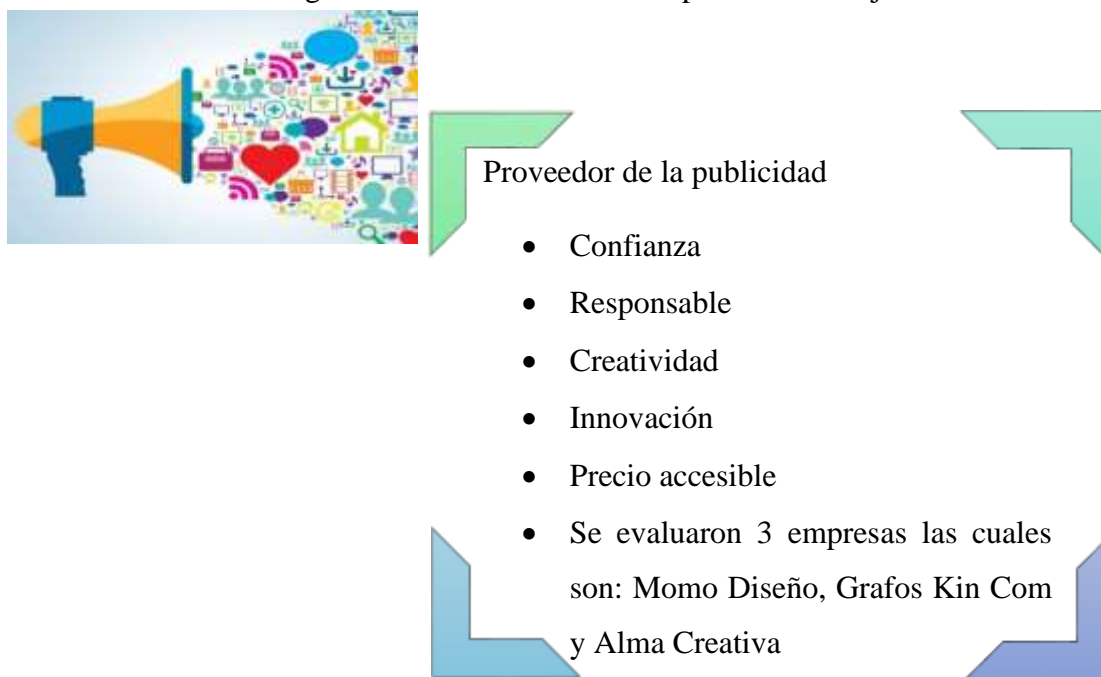 Proveedor de la publicidad
• Confianza
• Responsable
• Creatividad
• Innovación
• Precio accesible
• Se evaluaron 3 empresas las cuales
son: Momo Diseño, Grafos Kin Com
y Alma Creativa